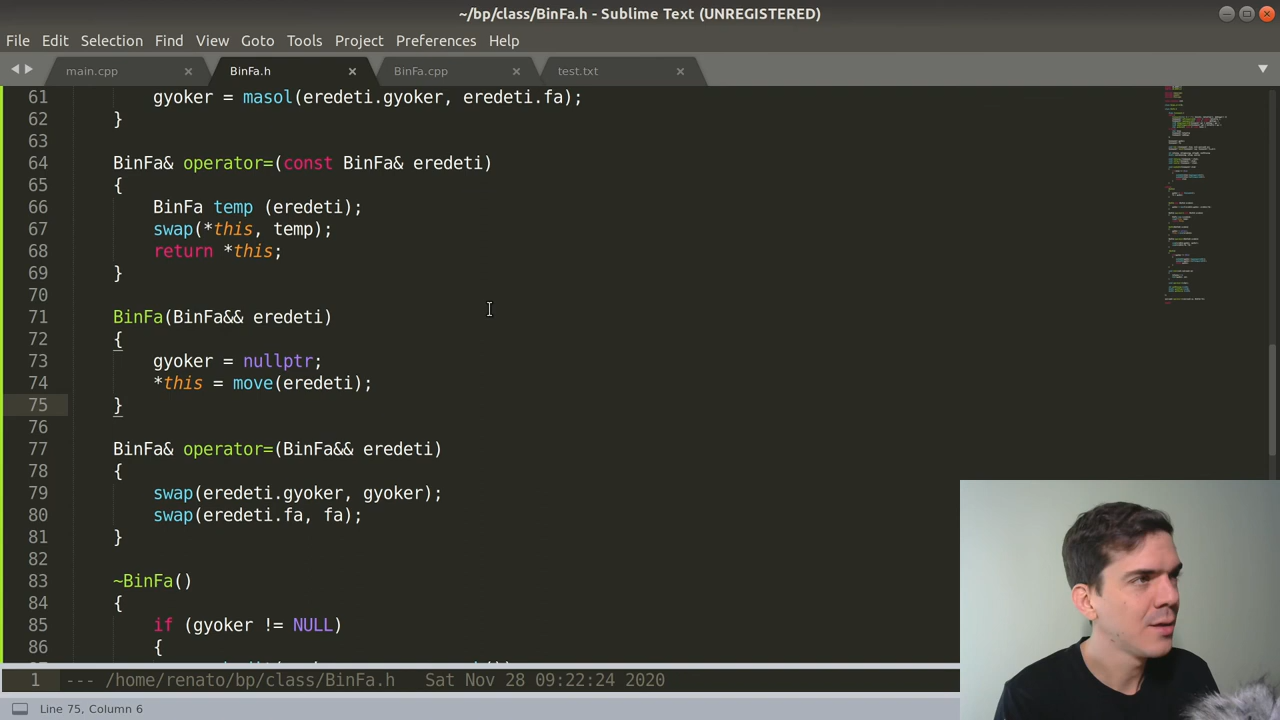 ~/bp/class/BinFa.h - Sublime Text (UNREGISTERED)
File Edit Selection Find View Goto Tools Project Preferences Help
main.cpp BinFa.h BinFa.cpp test.txt
61 gyoker = masol(eredeti.gyoker, eredeti.fa);
62 }
63
64 BinFa& operator=(const BinFa& eredeti)
65 {
66 BinFa temp (eredeti);
67 swap(*this, temp);
68 return *this;
69 }
70
71 BinFa(BinFa&& eredeti)
72 {
73 gyoker = nullptr;
74 *this = move(eredeti);
75 }
76
77 BinFa& operator=(BinFa&& eredeti)
78 {
79 swap(eredeti.gyoker, gyoker);
80 swap(eredeti.fa, fa);
81 }
82
83 ~BinFa()
84 {
85 if (gyoker != NULL)
86 {
1 --- /home/renato/bp/class/BinFa.h Sat Nov 28 09:22:24 2020
Line 75, Column 6